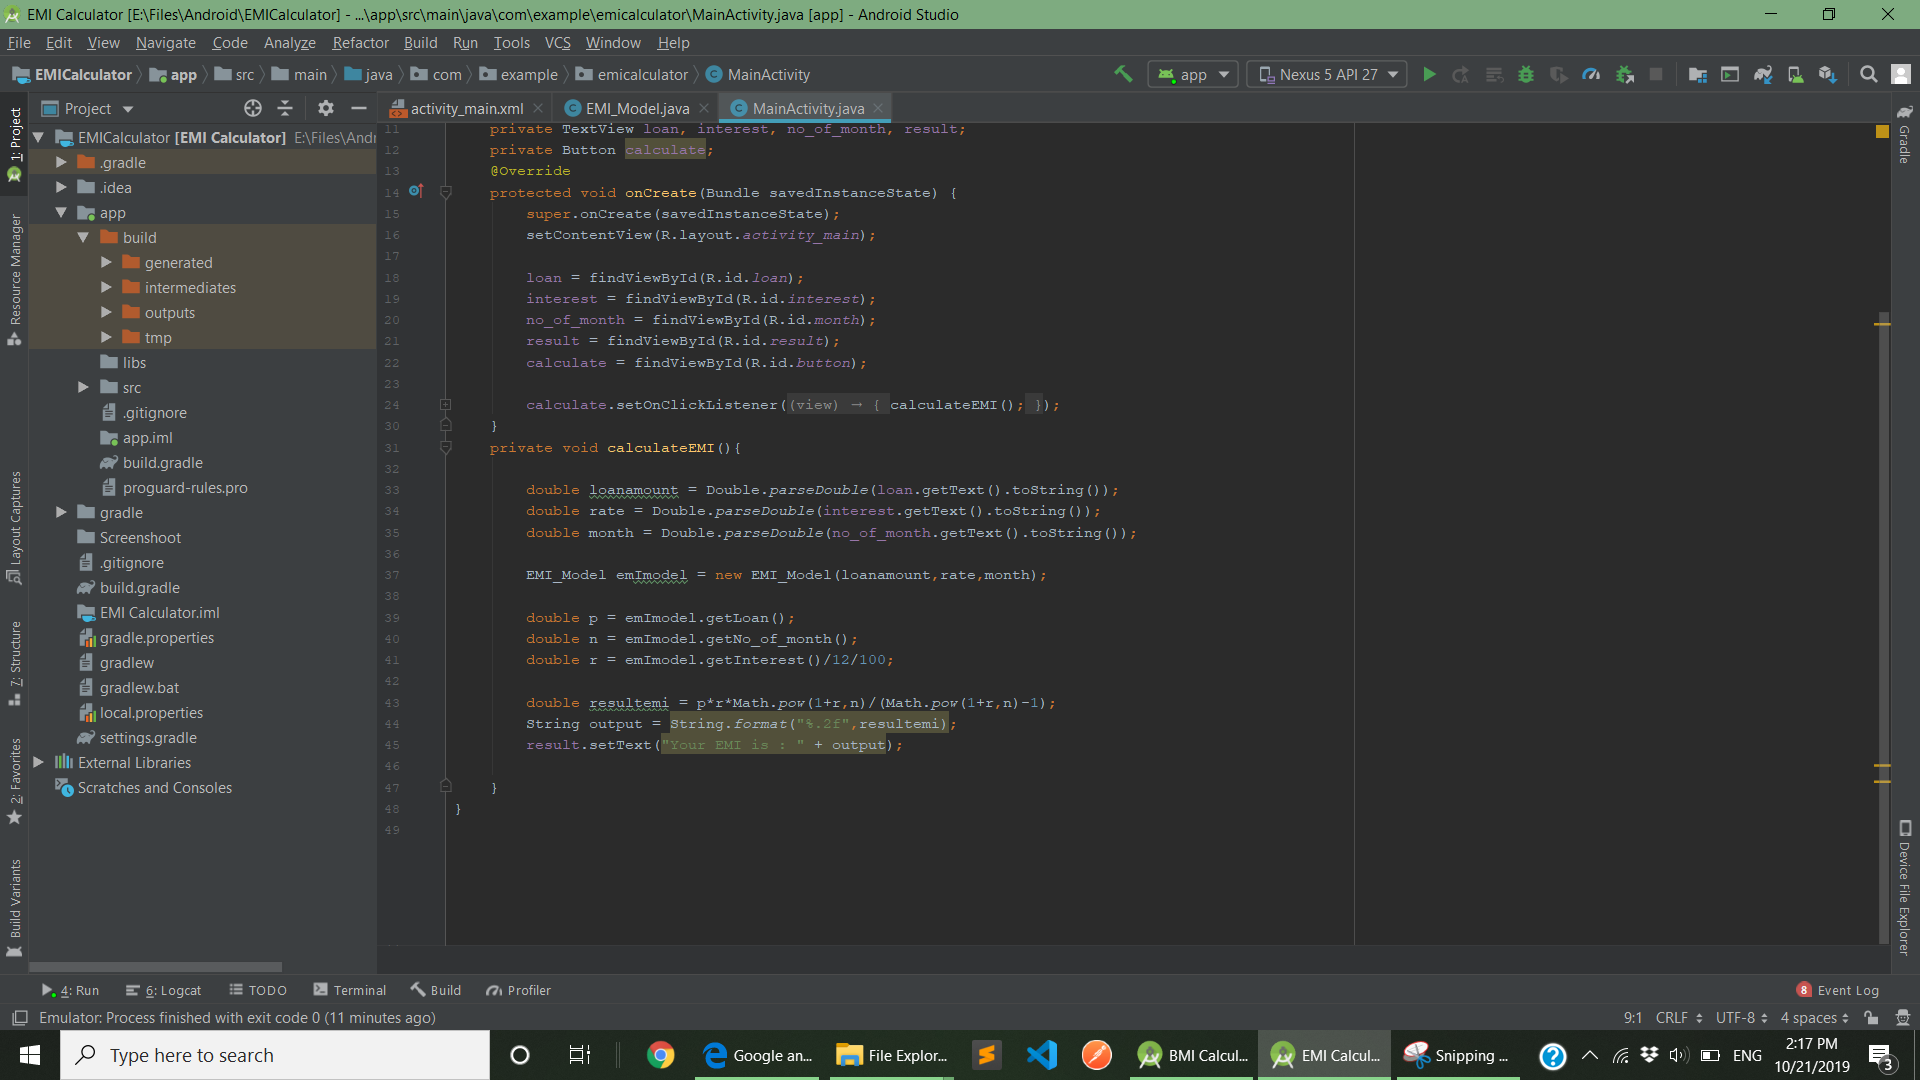 EMI Calculator [E:\Files\Android\EMICalculator] - ...\app\src\main\java\com\example\emicalculator\MainActivity.java [app] - Android Studio
File Edit View Navigate Code Analyze Refactor Build Run Tools VCS Window Help
EMICalculator app src main java com example emicalculator MainActivity app Nexus 5 API 27
1: Project
Resource Manager
Layout Captures
7: Structure
2: Favorites
Build Variants
Project
EMICalculator [EMI Calculator] E:\Files\Andr
.gradle
.idea
app
build
generated
intermediates
outputs
tmp
libs
src
.gitignore
app.iml
build.gradle
proguard-rules.pro
gradle
Screenshoot
.gitignore
build.gradle
EMI Calculator.iml
gradle.properties
gradlew
gradlew.bat
local.properties
settings.gradle
External Libraries
Scratches and Consoles
activity_main.xml EMI_Model.java MainActivity.java
11 private TextView loan, interest, no_of_month, result;
12 private Button calculate;
13 @Override
14 protected void onCreate(Bundle savedInstanceState) {
15 super.onCreate(savedInstanceState);
16 setContentView(R.layout.activity_main);
17
18 loan = findViewById(R.id.loan);
19 interest = findViewById(R.id.interest);
20 no_of_month = findViewById(R.id.month);
21 result = findViewById(R.id.result);
22 calculate = findViewById(R.id.button);
23
24 calculate.setOnClickListener((view) → { calculateEMI(); });
30 }
31 private void calculateEMI(){
32
33 double loanamount = Double.parseDouble(loan.getText().toString());
34 double rate = Double.parseDouble(interest.getText().toString());
35 double month = Double.parseDouble(no_of_month.getText().toString());
36
37 EMI_Model emImodel = new EMI_Model(loanamount,rate,month);
38
39 double p = emImodel.getLoan();
40 double n = emImodel.getNo_of_month();
41 double r = emImodel.getInterest()/12/100;
42
43 double resultemi = p*r*Math.pow(1+r,n)/(Math.pow(1+r,n)-1);
44 String output = String.format("%.2f",resultemi);
45 result.setText("Your EMI is : " + output);
46
47 }
48 }
49
Gradle
Device File Explorer
4: Run 6: Logcat TODO Terminal Build Profiler 8 Event Log
Emulator: Process finished with exit code 0 (11 minutes ago) 9:1 CRLF UTF-8 4 spaces
Type here to search Google an... File Explor... BMI Calcul... EMI Calcul... Snipping ... ENG 2:17 PM
10/21/2019 3